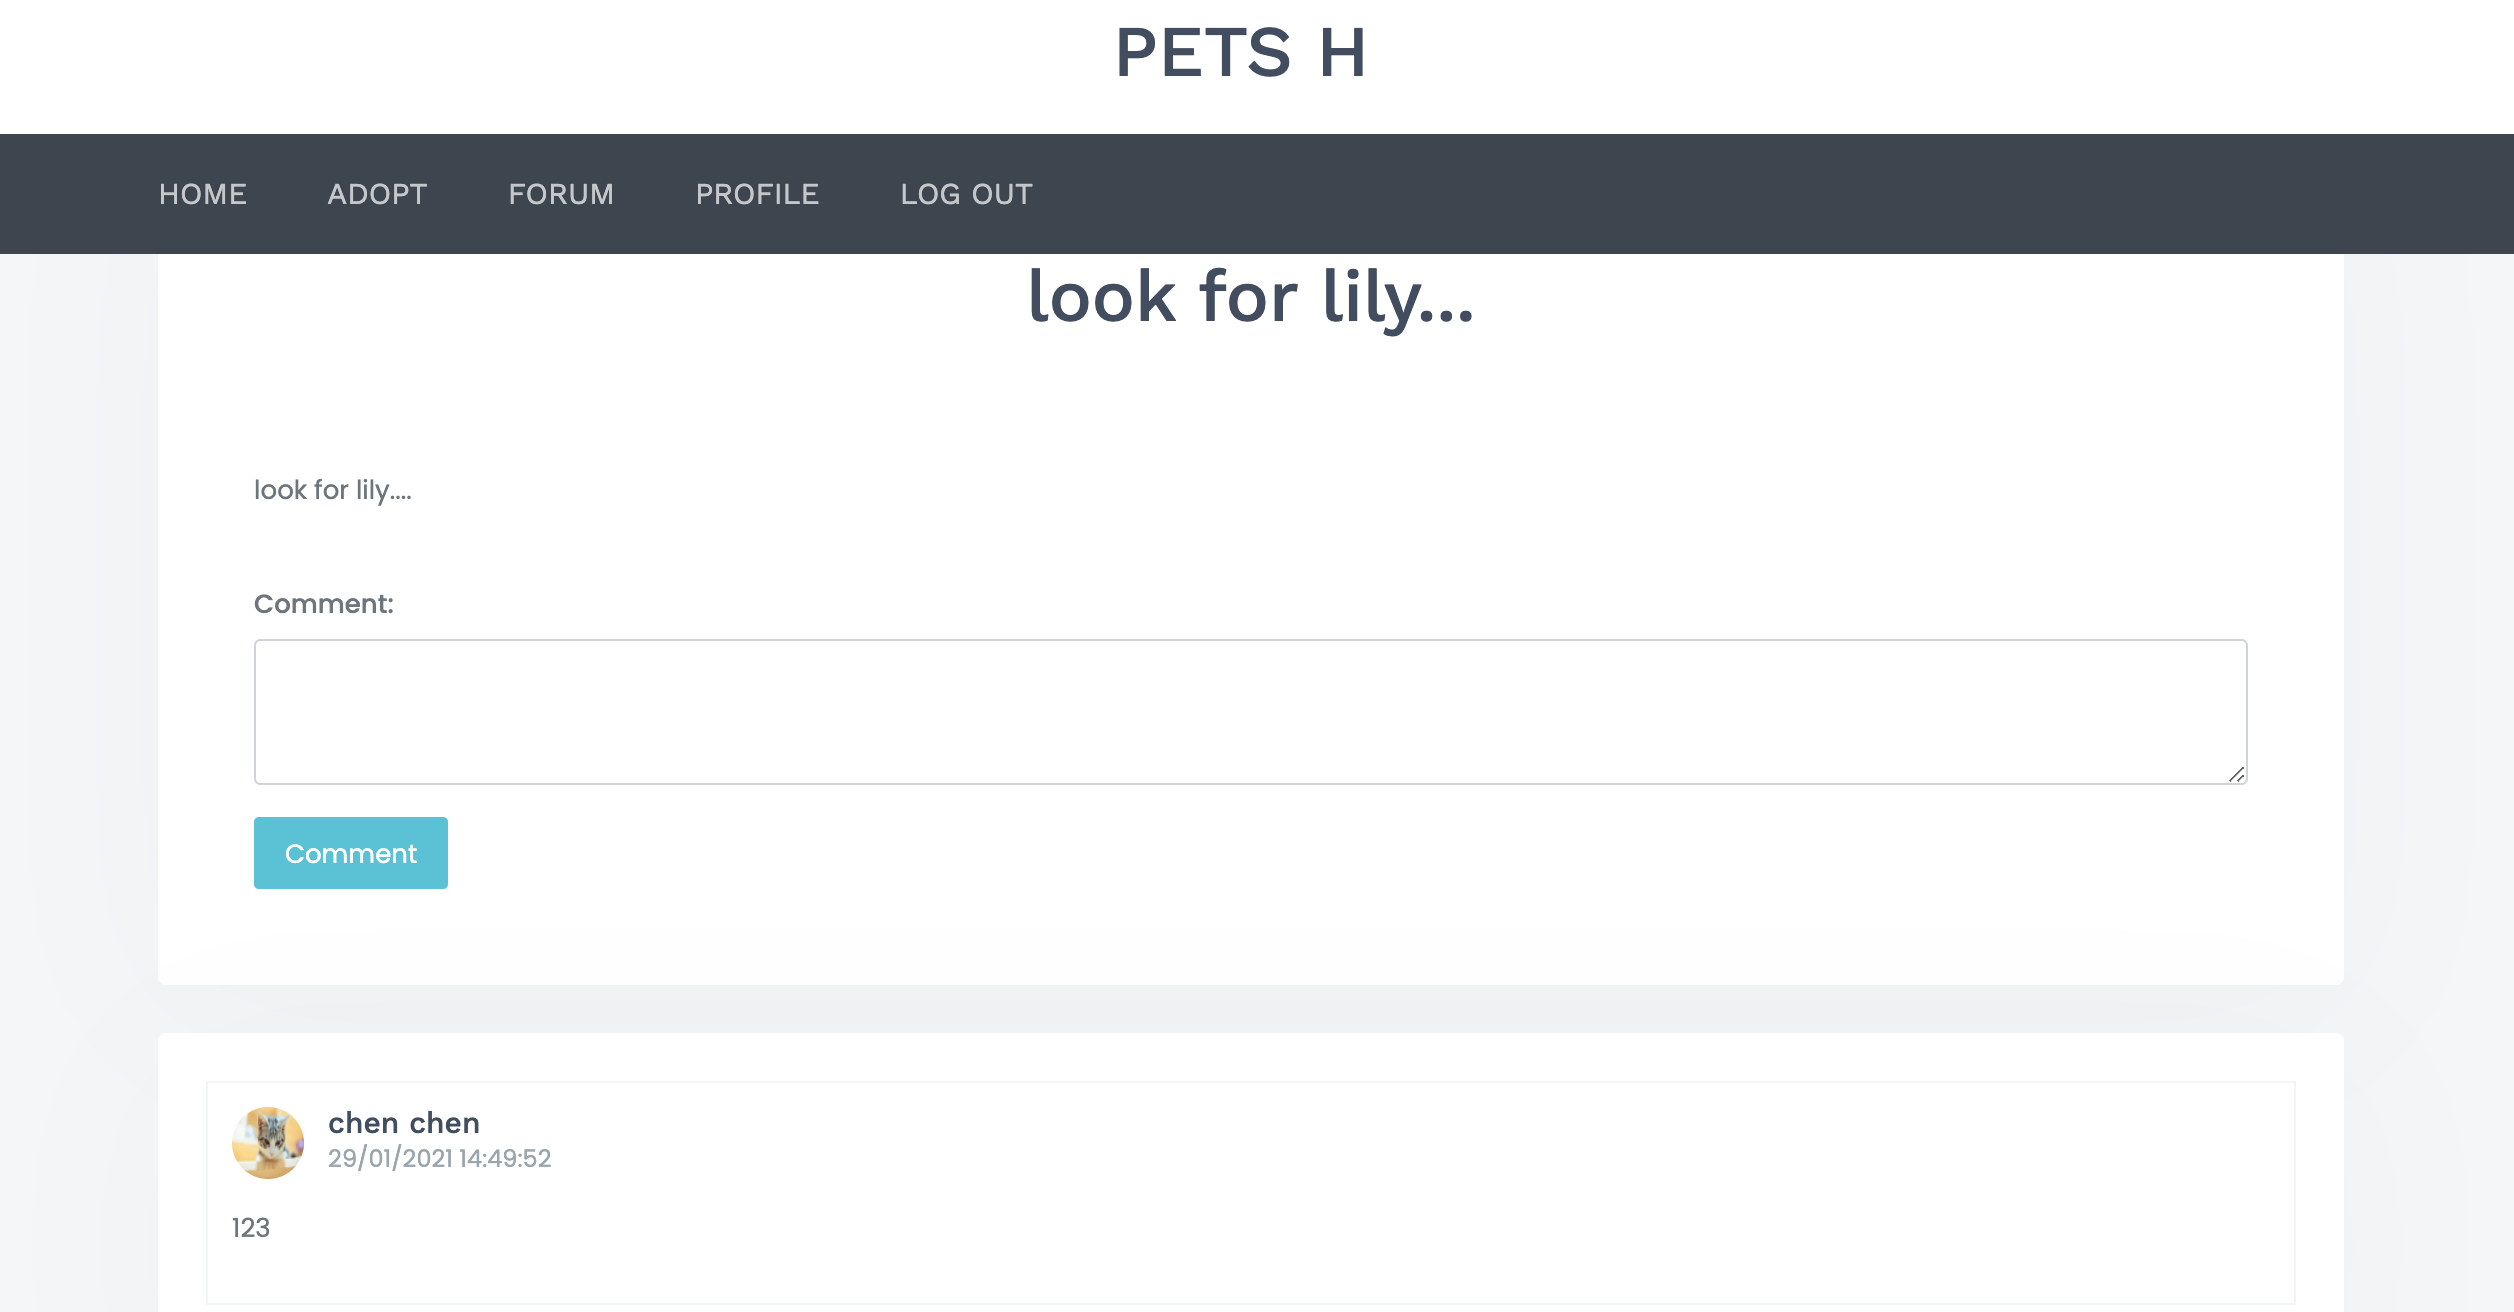 PETS H
HOME ADOPT FORUM PROFILE LOG OUT
look for lily...
look for lily....
Comment:
Comment
chen chen
29/01/2021 14:49:52
123